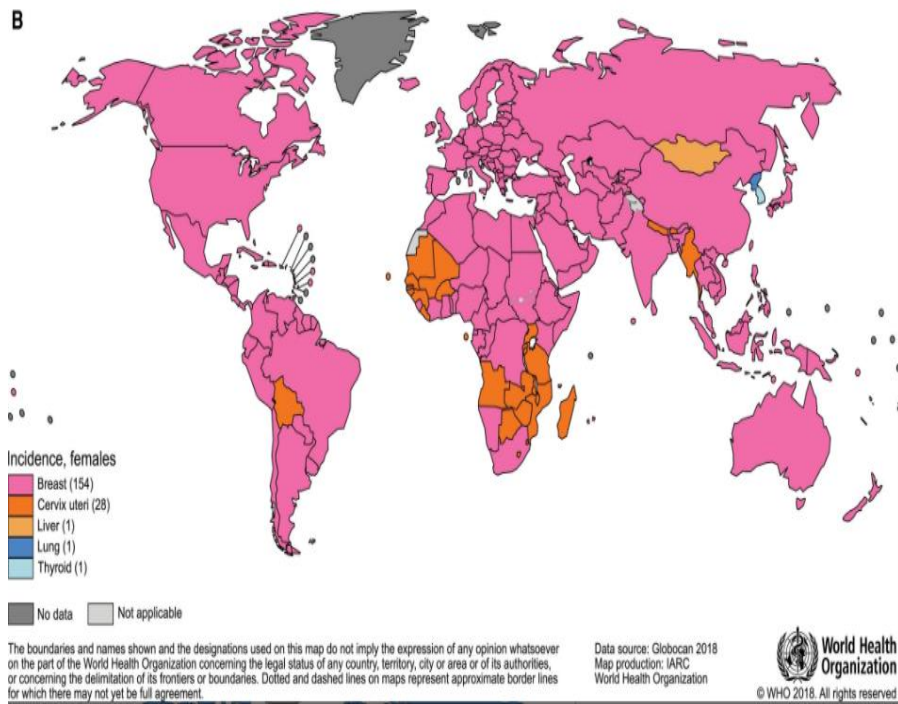 B
Incidence, females
Breast (154)
Cervix uteri (28)
Liver (1)
Lung (1)
Thyroid (1)
No data
Not applicable
The boundaries and names shown and the designations used on this map do not imply the expression of any opinion whatsoever
on the part of the World Health Organization concerning the legal status of any country, territory, city or area or of its authorities,
or concerning the delimitation of its frontiers or boundaries. Dotted and dashed lines on maps represent approximate border lines
for which there may not yet be full agreement.
Data source: Globocan 2018
Map production: IARC
World Health Organization
World Health
Organization
© WHO 2018. All rights reserved